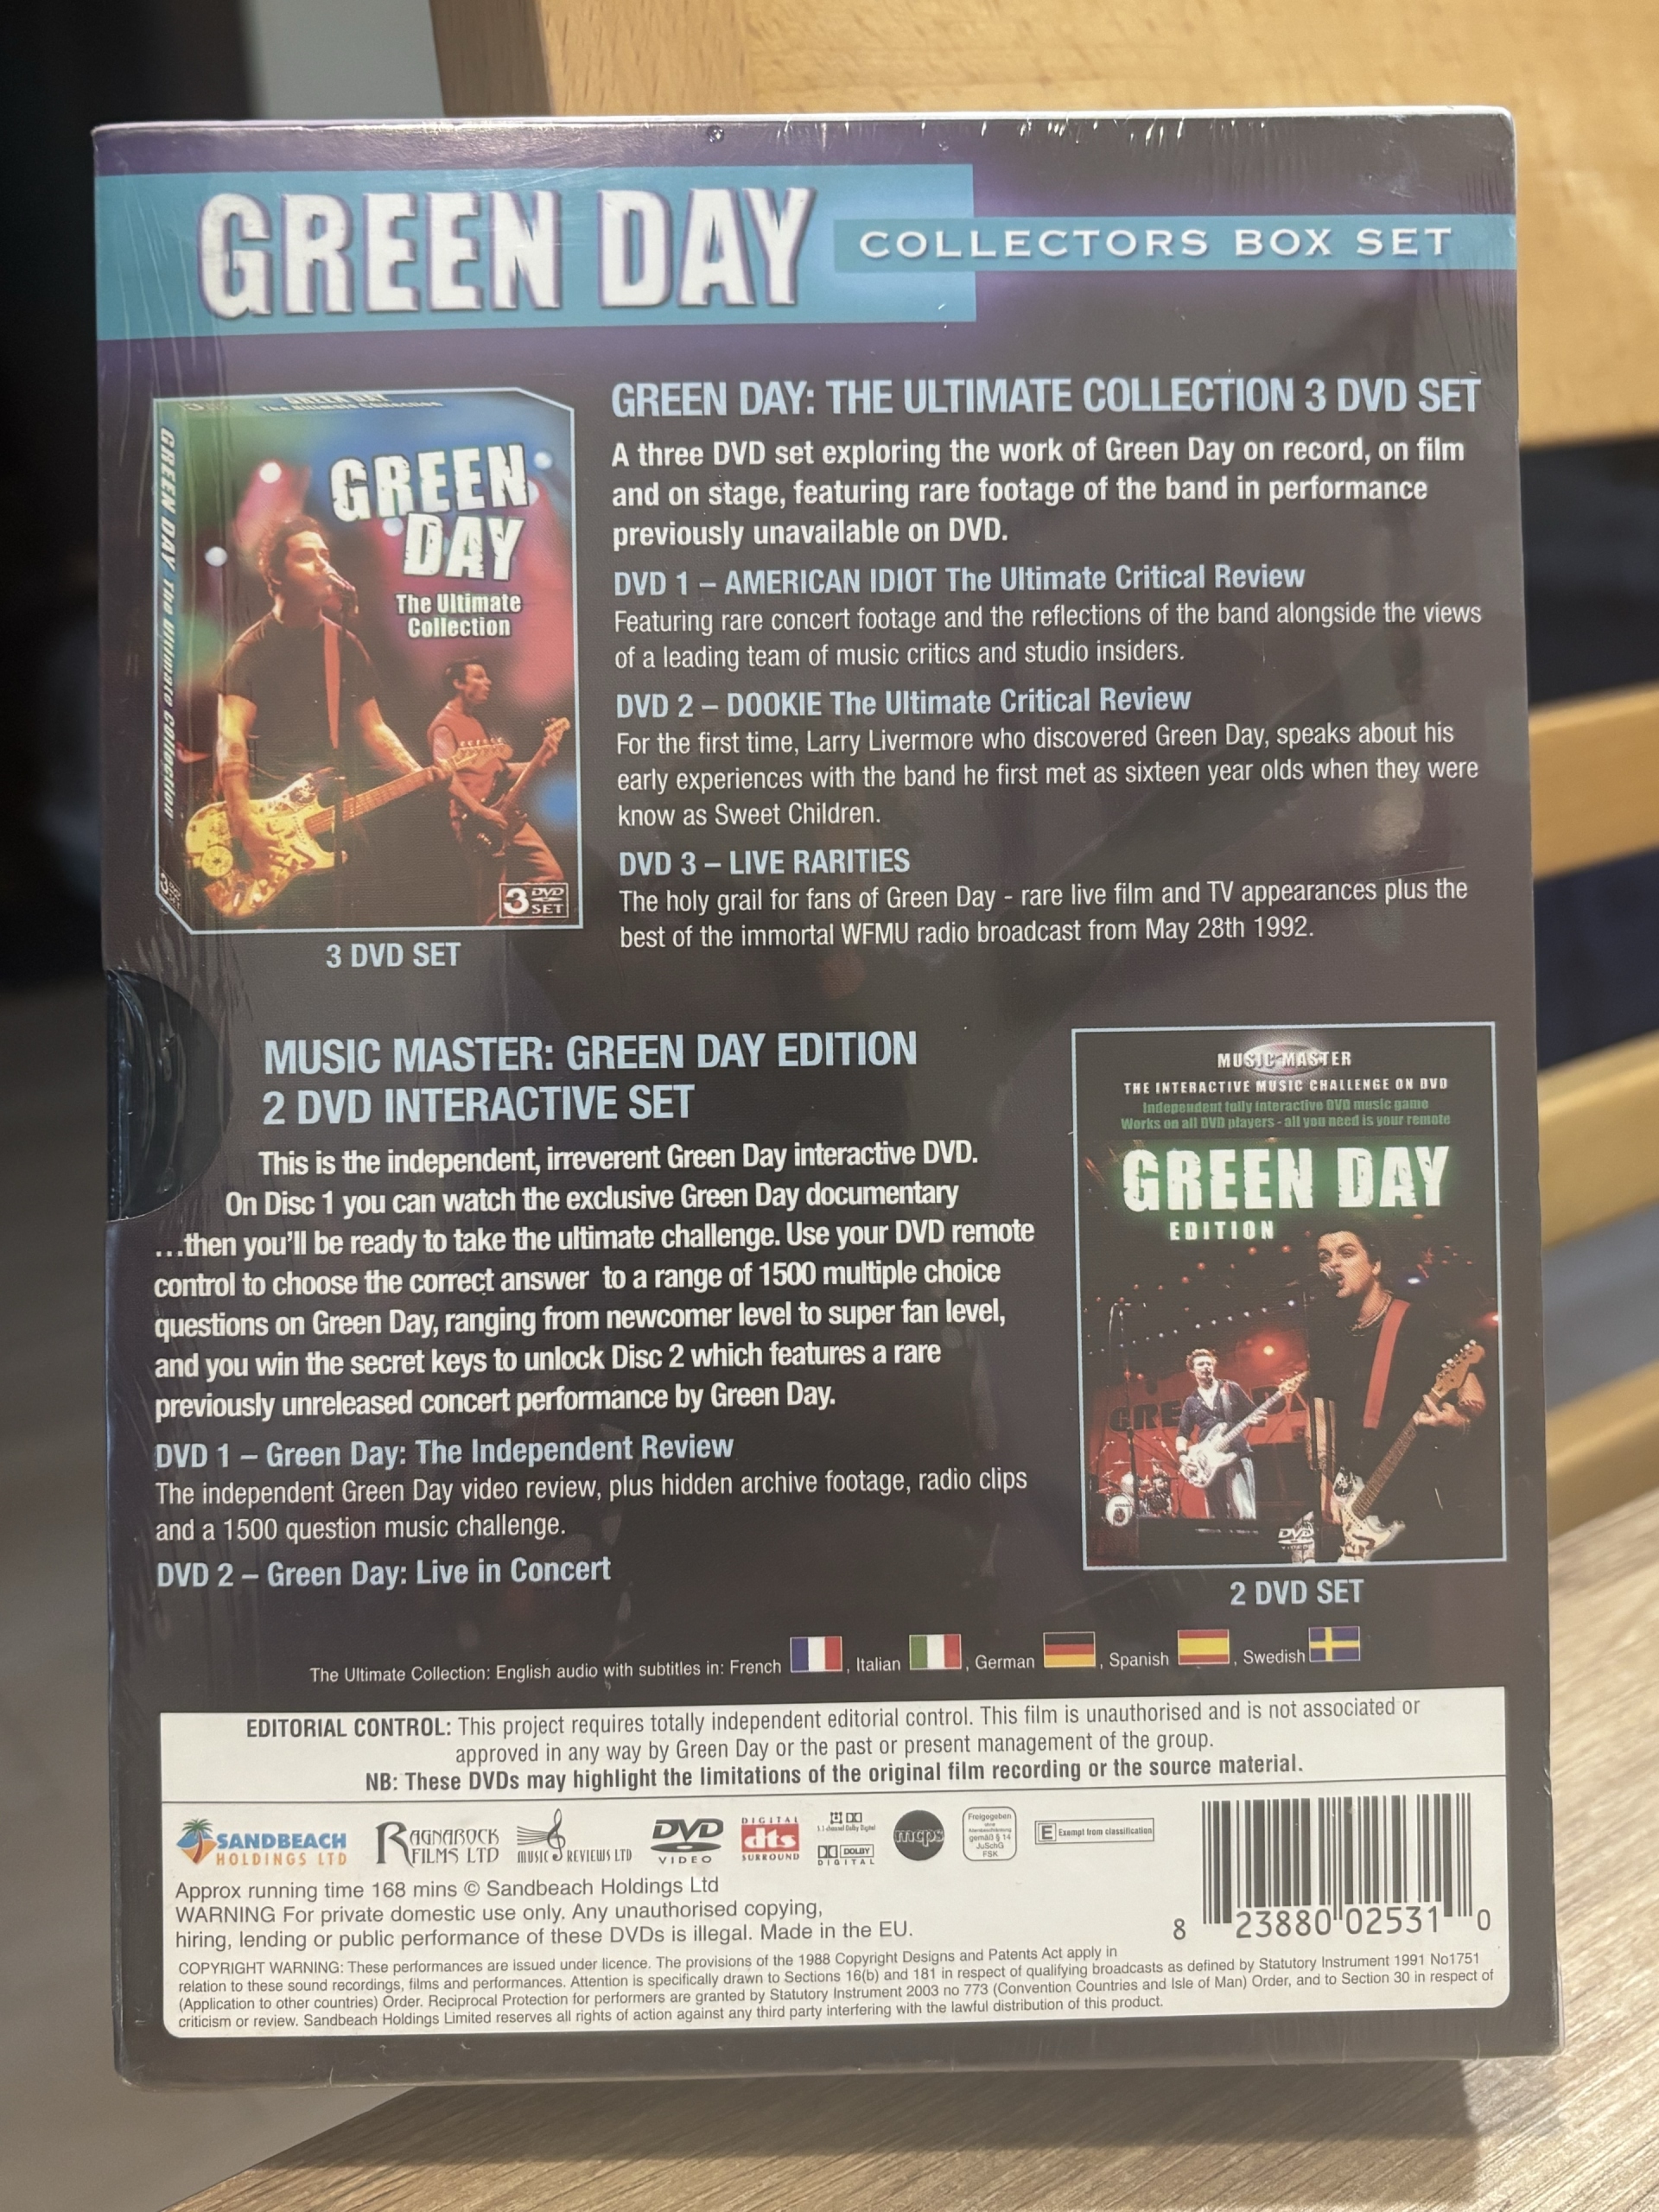 GREEN DAY
COLLECTORS BOX SET
GREEN DAY: THE ULTIMATE COLLECTION 3 DVD SET
A three DVD set exploring the work of Green Day on record, on film
and on stage, featuring rare footage of the band in performance
previously unavailable on DVD.
DVD 1 – AMERICAN IDIOT The Ultimate Critical Review
Featuring rare concert footage and the reflections of the band alongside the views
of a leading team of music critics and studio insiders.
DVD 2 – DOOKIE The Ultimate Critical Review
For the first time, Larry Livermore who discovered Green Day, speaks about his
early experiences with the band he first met as sixteen year olds when they were
know as Sweet Children.
DVD 3 – LIVE RARITIES
The holy grail for fans of Green Day - rare live film and TV appearances plus the
best of the immortal WFMU radio broadcast from May 28th 1992.
GREEN DAY
The Ultimate Collection
GREEN DAY The Ultimate Collection
GREEN
DAY
The Ultimate
Collection
3 DVD
SET
3 DVD SET
MUSIC MASTER: GREEN DAY EDITION
2 DVD INTERACTIVE SET
This is the independent, irreverent Green Day interactive DVD.
On Disc 1 you can watch the exclusive Green Day documentary
...then you'll be ready to take the ultimate challenge. Use your DVD remote
control to choose the correct answer to a range of 1500 multiple choice
questions on Green Day, ranging from newcomer level to super fan level,
and you win the secret keys to unlock Disc 2 which features a rare
previously unreleased concert performance by Green Day.
DVD 1 – Green Day: The Independent Review
The independent Green Day video review, plus hidden archive footage, radio clips
and a 1500 question music challenge.
DVD 2 – Green Day: Live in Concert
MUSIC MASTER
THE INTERACTIVE MUSIC CHALLENGE ON DVD
Independent fully interactive DVD music game
Works on all DVD players - all you need is your remote
GREEN DAY
EDITION
GRE
DVD
2 DVD SET
The Ultimate Collection: English audio with subtitles in: French , Italian , German , Spanish , Swedish
EDITORIAL CONTROL: This project requires totally independent editorial control. This film is unauthorised and is not associated or
approved in any way by Green Day or the past or present management of the group.
NB: These DVDs may highlight the limitations of the original film recording or the source material.
SANDBEACH
HOLDINGS LTD
RAGNAROCK
FILMS LTD
MUSIC REVIEWS LTD
DVD
VIDEO
DIGITAL
dts
SURROUND
5.1 channel Dolby Digital
DOLBY
DIGITAL
mcps
Freigegeben
ohne
Altersbeschränkung
gemäß § 14
JuSchG
FSK
E Exempt from classification
Approx running time 168 mins © Sandbeach Holdings Ltd
WARNING For private domestic use only. Any unauthorised copying,
hiring, lending or public performance of these DVDs is illegal. Made in the EU.
8 23880 02531 0
COPYRIGHT WARNING: These performances are issued under licence. The provisions of the 1988 Copyright Designs and Patents Act apply in
relation to these sound recordings, films and performances. Attention is specifically drawn to Sections 16(b) and 181 in respect of qualifying broadcasts as defined by Statutory Instrument 1991 No1751
(Application to other countries) Order. Reciprocal Protection for performers are granted by Statutory Instrument 2003 no 773 (Convention Countries and Isle of Man) Order, and to Section 30 in respect of
criticism or review. Sandbeach Holdings Limited reserves all rights of action against any third party interfering with the lawful distribution of this product.